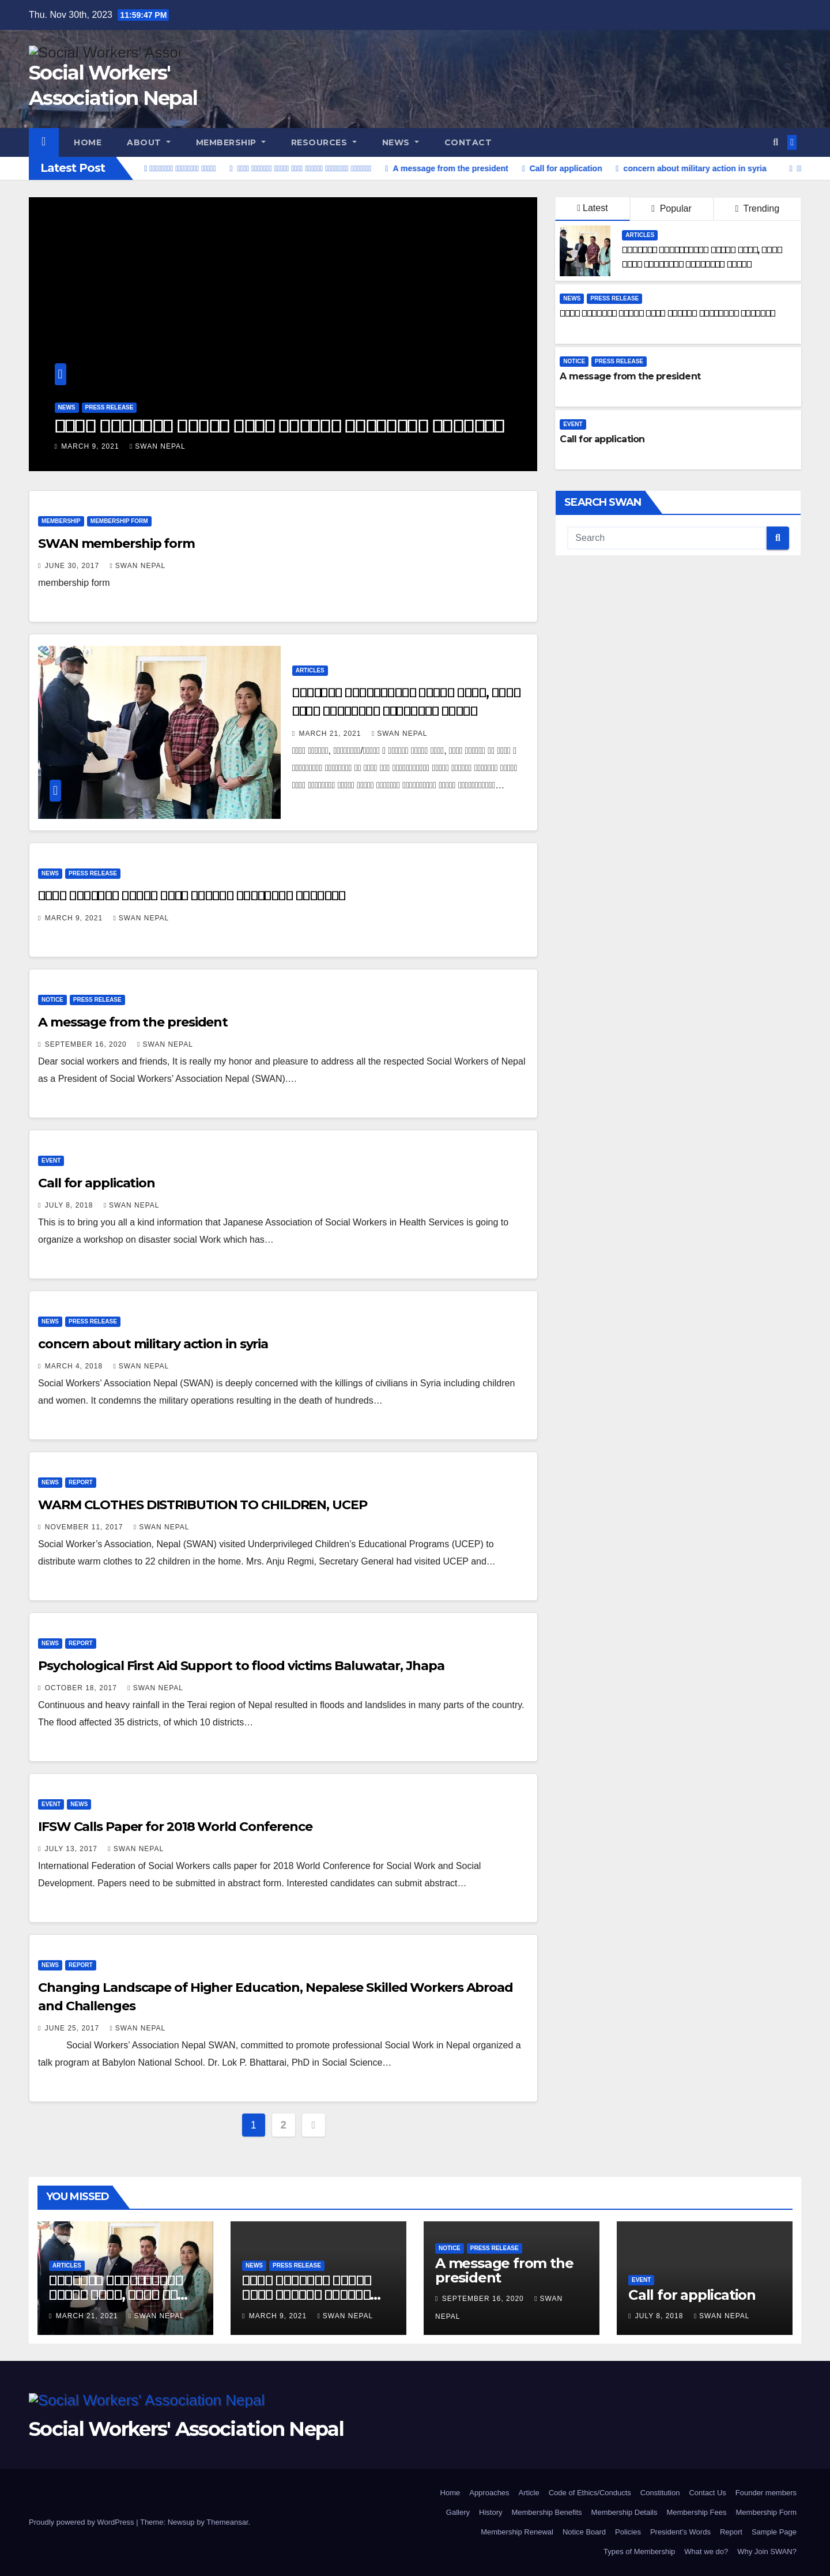 Thu. Nov 30th, 2023 11:59:47 PM
Social Workers' Assoc
Social Workers'
Association Nepal
HOME ABOUT MEMBERSHIP RESOURCES NEWS CONTACT
Latest Post
A message from the president Call for application concern about military action in syria
Latest Popular Trending
ARTICLES
NEWS PRESS RELEASE
NOTICE PRESS RELEASE
A message from the president
EVENT
Call for application
NEWS PRESS RELEASE
MARCH 9, 2021 SWAN NEPAL
SEARCH SWAN
Search
MEMBERSHIP MEMBERSHIP FORM
SWAN membership form
JUNE 30, 2017 SWAN NEPAL
membership form
ARTICLES
MARCH 21, 2021 SWAN NEPAL
NEWS PRESS RELEASE
MARCH 9, 2021 SWAN NEPAL
NOTICE PRESS RELEASE
A message from the president
SEPTEMBER 16, 2020 SWAN NEPAL
Dear social workers and friends, It is really my honor and pleasure to address all the respected Social Workers of Nepal
as a President of Social Workers’ Association Nepal (SWAN).…
EVENT
Call for application
JULY 8, 2018 SWAN NEPAL
This is to bring you all a kind information that Japanese Association of Social Workers in Health Services is going to
organize a workshop on disaster social Work which has…
NEWS PRESS RELEASE
concern about military action in syria
MARCH 4, 2018 SWAN NEPAL
Social Workers’ Association Nepal (SWAN) is deeply concerned with the killings of civilians in Syria including children
and women. It condemns the military operations resulting in the death of hundreds…
NEWS REPORT
WARM CLOTHES DISTRIBUTION TO CHILDREN, UCEP
NOVEMBER 11, 2017 SWAN NEPAL
Social Worker’s Association, Nepal (SWAN) visited Underprivileged Children’s Educational Programs (UCEP) to
distribute warm clothes to 22 children in the home. Mrs. Anju Regmi, Secretary General had visited UCEP and…
NEWS REPORT
Psychological First Aid Support to flood victims Baluwatar, Jhapa
OCTOBER 18, 2017 SWAN NEPAL
Continuous and heavy rainfall in the Terai region of Nepal resulted in floods and landslides in many parts of the country.
The flood affected 35 districts, of which 10 districts…
EVENT NEWS
IFSW Calls Paper for 2018 World Conference
JULY 13, 2017 SWAN NEPAL
International Federation of Social Workers calls paper for 2018 World Conference for Social Work and Social
Development. Papers need to be submitted in abstract form. Interested candidates can submit abstract…
NEWS REPORT
Changing Landscape of Higher Education, Nepalese Skilled Workers Abroad
and Challenges
JUNE 25, 2017 SWAN NEPAL
Social Workers’ Association Nepal SWAN, committed to promote professional Social Work in Nepal organized a
talk program at Babylon National School. Dr. Lok P. Bhattarai, PhD in Social Science…
1 2
YOU MISSED
ARTICLES
MARCH 21, 2021 SWAN NEPAL
NEWS PRESS RELEASE
MARCH 9, 2021 SWAN NEPAL
NOTICE PRESS RELEASE
A message from the
president
SEPTEMBER 16, 2020 SWAN
NEPAL
EVENT
Call for application
JULY 8, 2018 SWAN NEPAL
Social Workers' Association Nepal
Social Workers' Association Nepal
Home Approaches Article Code of Ethics/Conducts Constitution Contact Us Founder members
Gallery History Membership Benefits Membership Details Membership Fees Membership Form
Membership Renewal Notice Board Policies President's Words Report Sample Page
Types of Membership What we do? Why Join SWAN?
Proudly powered by WordPress | Theme: Newsup by Themeansar.